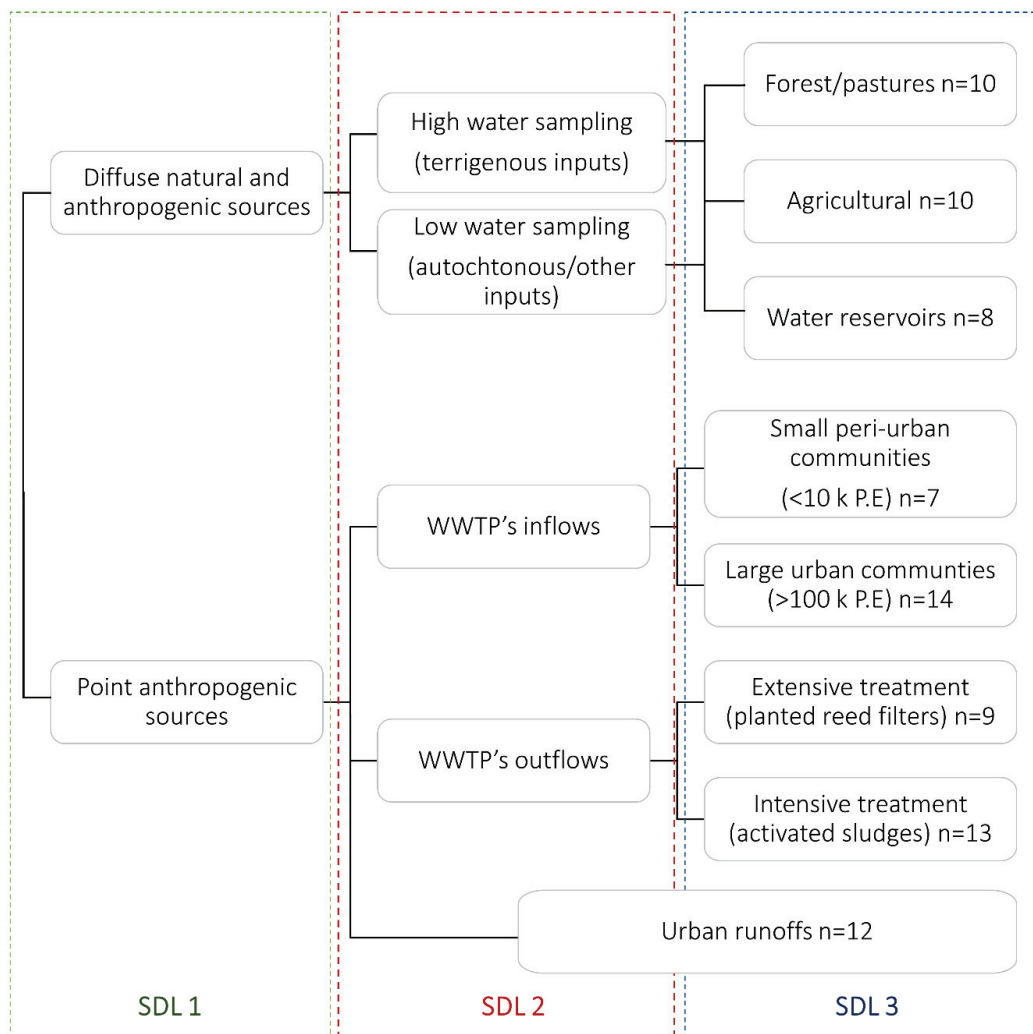 Diffuse natural and
anthropogenic sources
Point anthropogenic
sources
High water sampling
(terrigenous inputs)
Low water sampling
(autochtonous/other
inputs)
WWTP’s inflows
WWTP’s outflows
Forest/pastures n=10
Agricultural n=10
Water reservoirs n=8
Small peri-urban
communities
(<10 k P.E) n=7
Large urban communties
(>100 k P.E) n=14
Extensive treatment
(planted reed filters) n=9
Intensive treatment
(activated sludges) n=13
Urban runoffs n=12
SDL 1
SDL 2
SDL 3